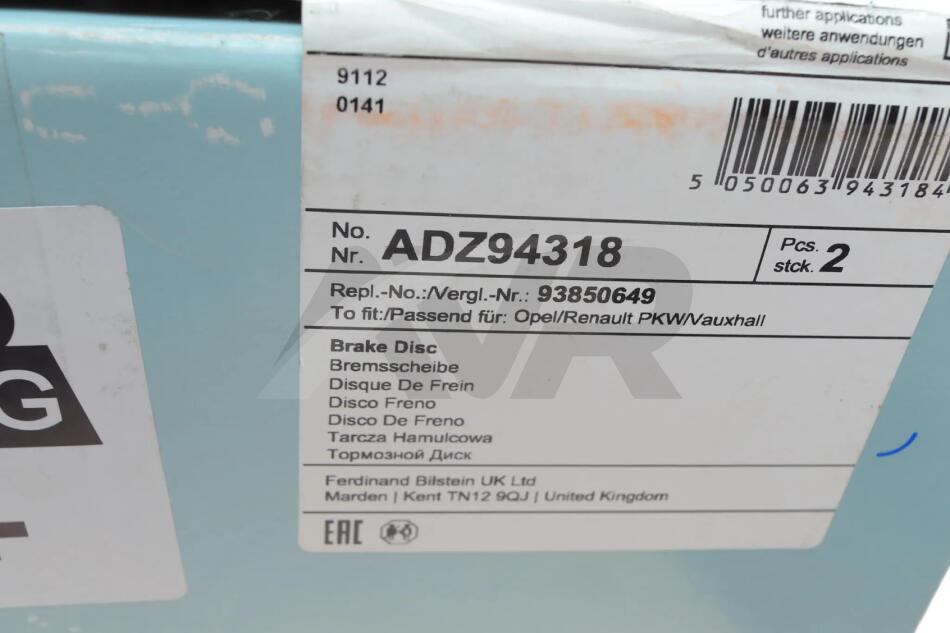 further applications
weitere anwendungen
d'autres applications
9112
0141
5 050063 943184
No.
Nr. ADZ94318
Pcs.
stck. 2
Repl.-No.:/Vergl.-Nr.: 93850649
To fit:/Passend für: Opel/Renault PKW/Vauxhall
Brake Disc
Bremsscheibe
Disque De Frein
Disco Freno
Disco De Freno
Tarcza Hamulcowa
Тормозной Диск
Ferdinand Bilstein UK Ltd
Marden | Kent TN12 9QJ | United Kingdom
EAC
G
AVR